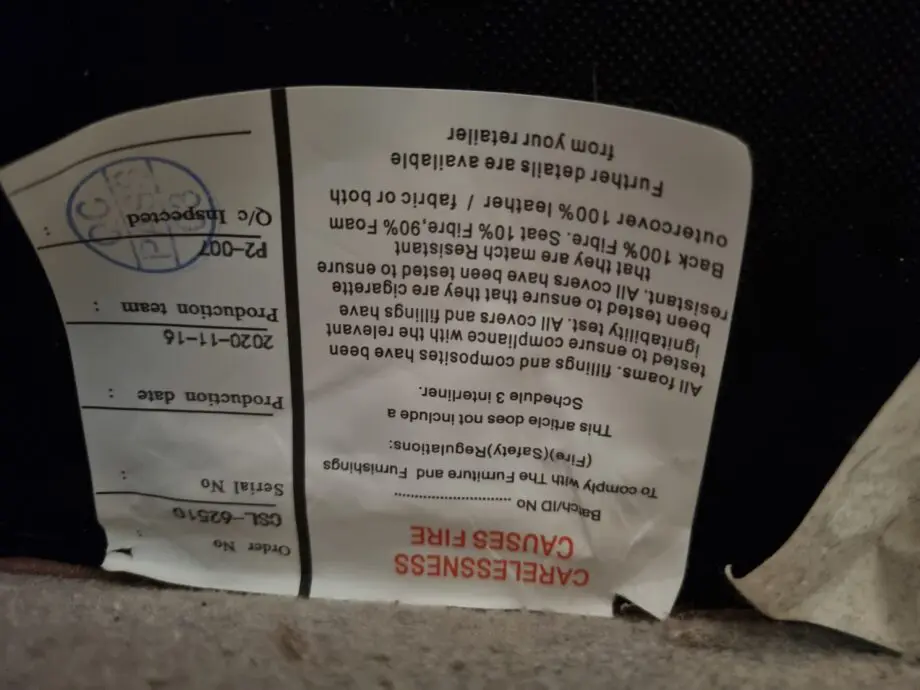 CARELESSNESS
CAUSES FIRE
Batch/ID No ..............................
To comply with The Furniture and Furnishings
(Fire)(Safety)Regulations:
This article does not include a
Schedule 3 interliner.
All foams. fillings and composites have been
tested to ensure compliance with the relevant
ignitability test. All covers and fillings have
been tested to ensure that they are cigarette
resistant. All covers have been tested to ensure
that they are match Resistant
Back 100% Fibre. Seat 10% Fibre,90% Foam
outercover 100% leather / fabric or both
Further details are available
from your retailer
Order No :
CSL-6251G
Serial No :
Production date :
2020-11-16
Production team :
P2-007
Q/c Inspected :
QC